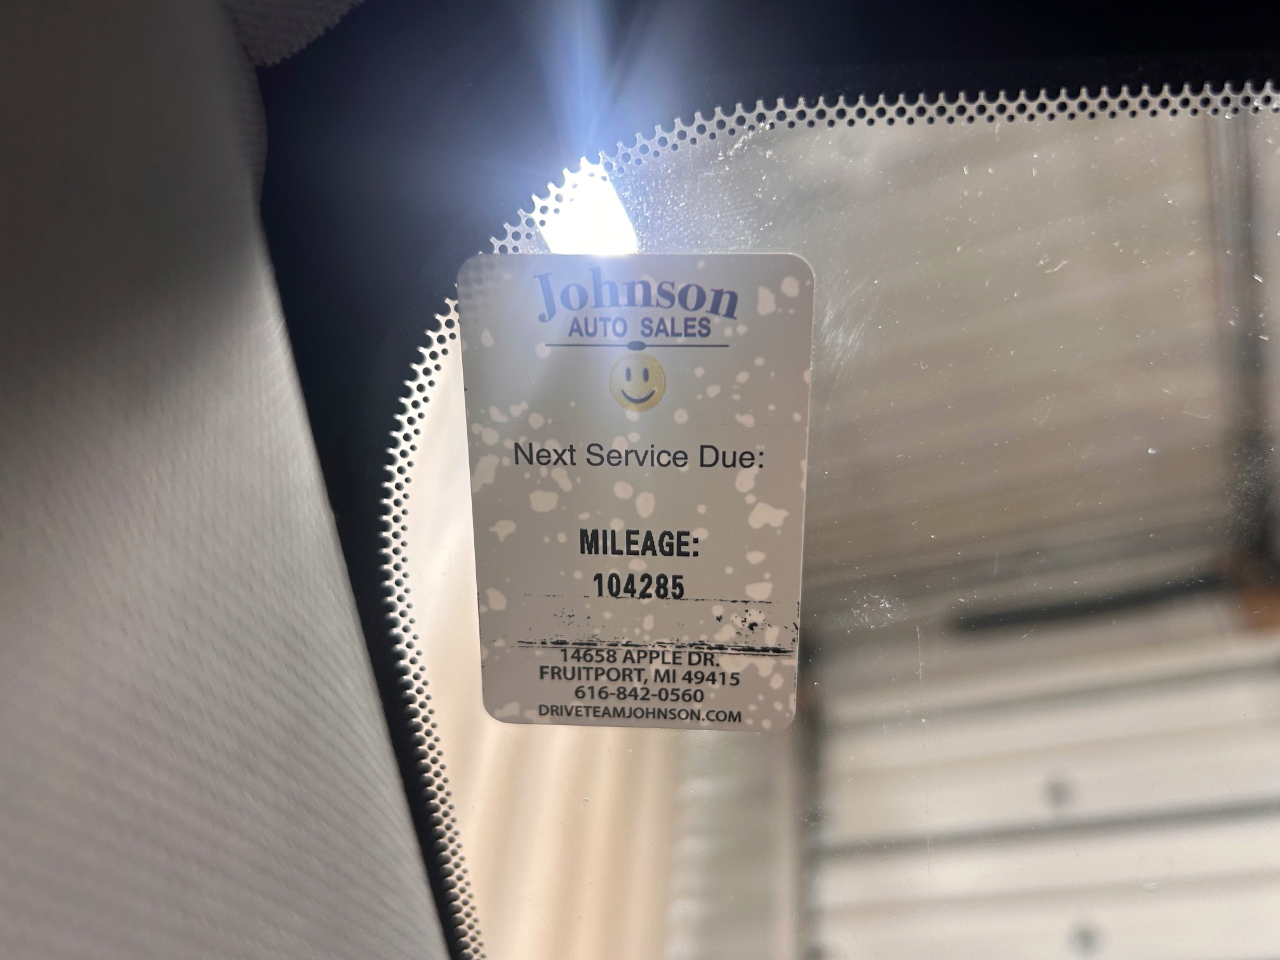 Johnson
AUTO SALES
Next Service Due:
MILEAGE:
104285
14658 APPLE DR.
FRUITPORT, MI 49415
616-842-0560
DRIVETEAMJOHNSON.COM